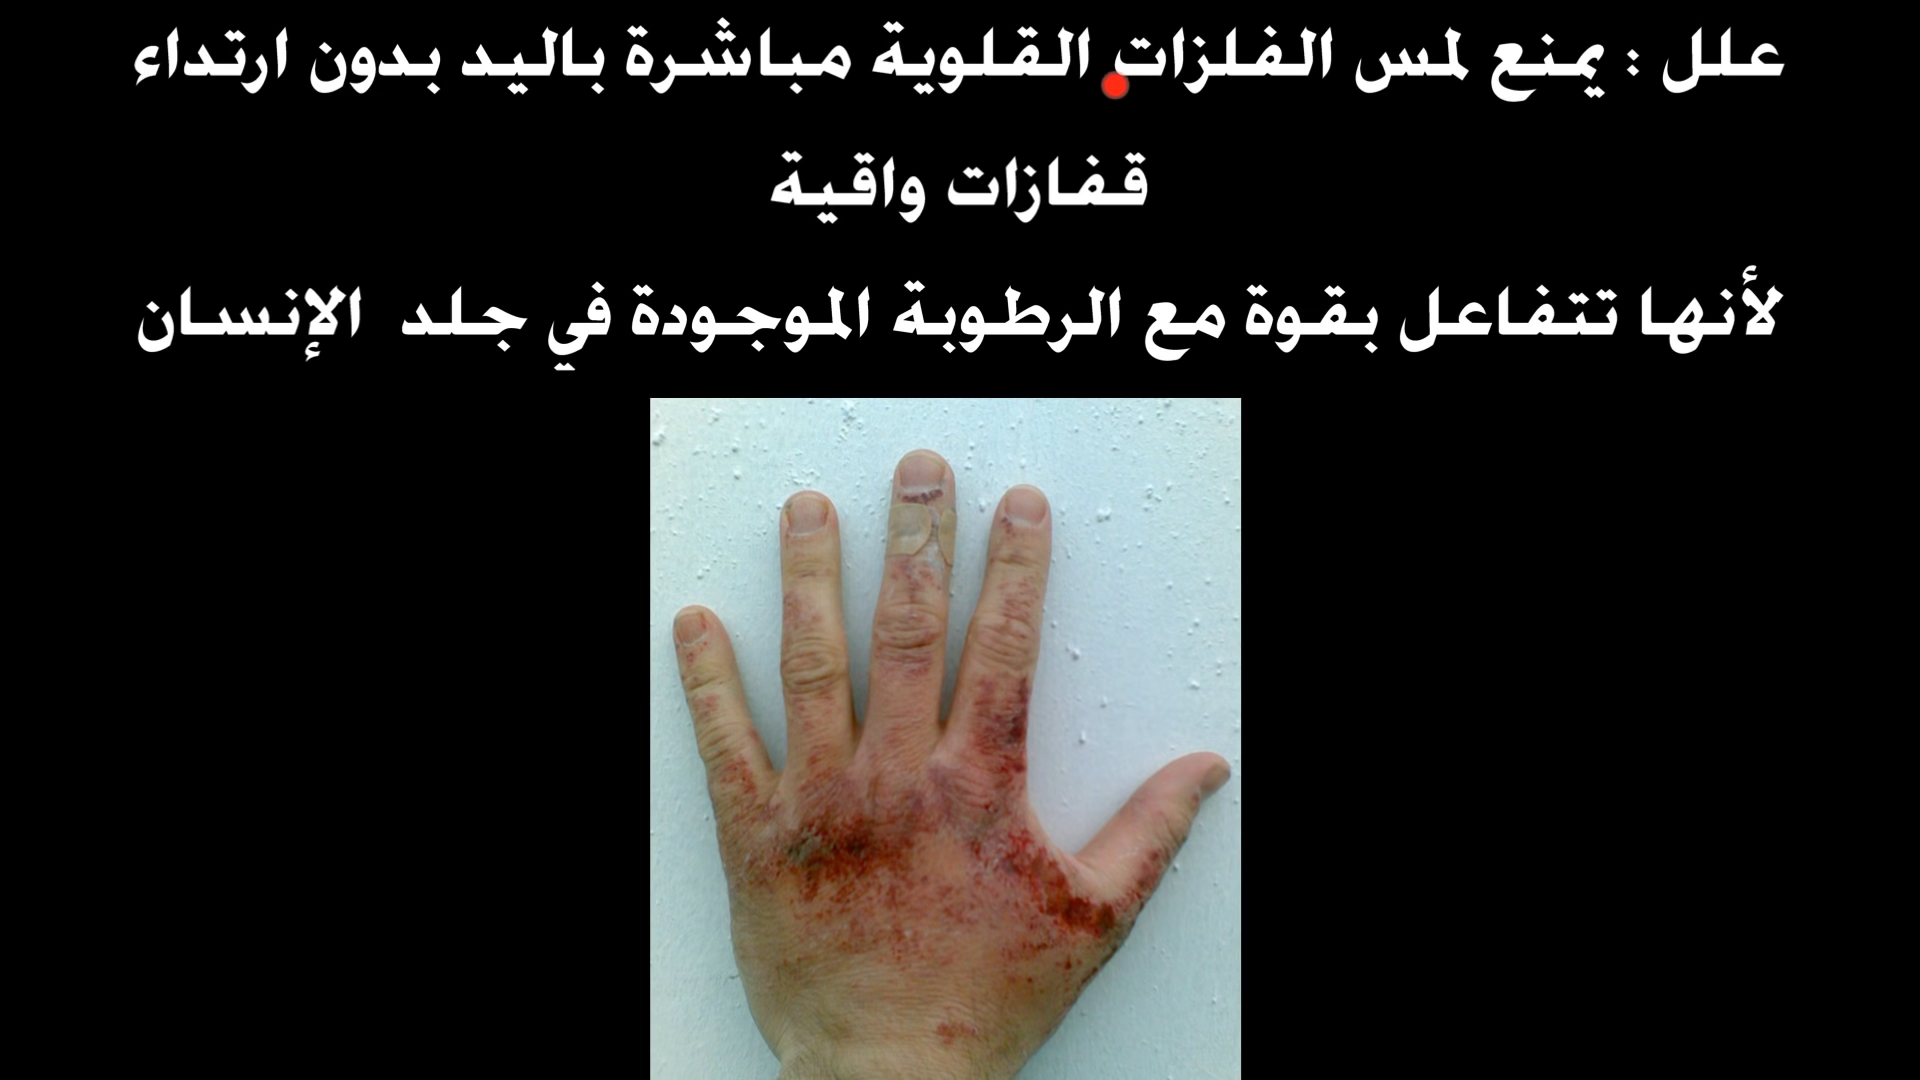 علل : يمنع لمس الفلزات القلوية مباشرة باليد بدون ارتداء
قفازات واقية
لأنها تتفاعل بقوة مع الرطوبة الموجودة في جلد الإنسان